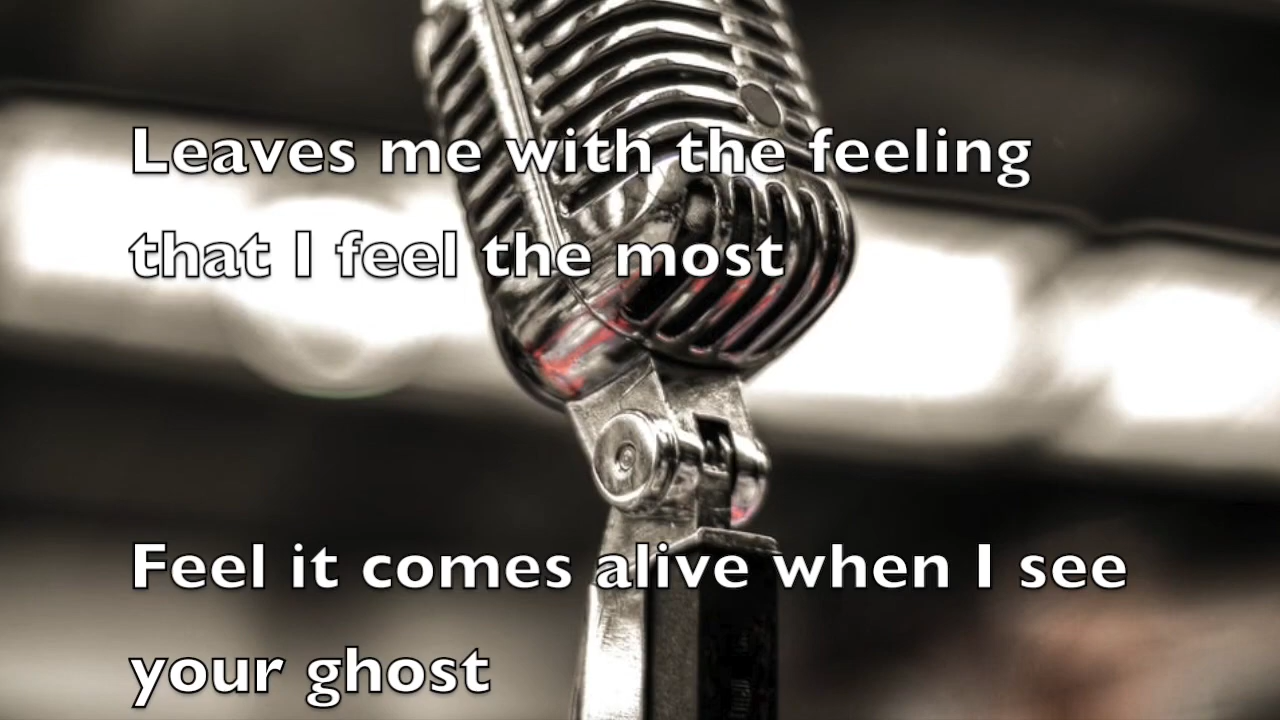 Leaves me with the feeling
that I feel the most
Feel it comes alive when I see
your ghost